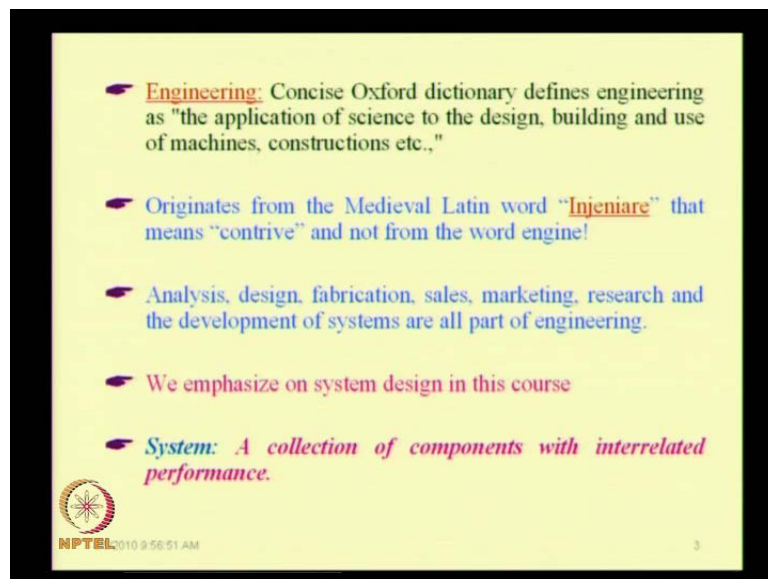 Engineering: Concise Oxford dictionary defines engineering
as "the application of science to the design, building and use
of machines, constructions etc.,"
Originates from the Medieval Latin word “Injeniare” that
means “contrive” and not from the word engine!
Analysis, design, fabrication, sales, marketing, research and
the development of systems are all part of engineering.
We emphasize on system design in this course
System: A collection of components with interrelated
performance.
NPTEL
2010 9:56:51 AM
3